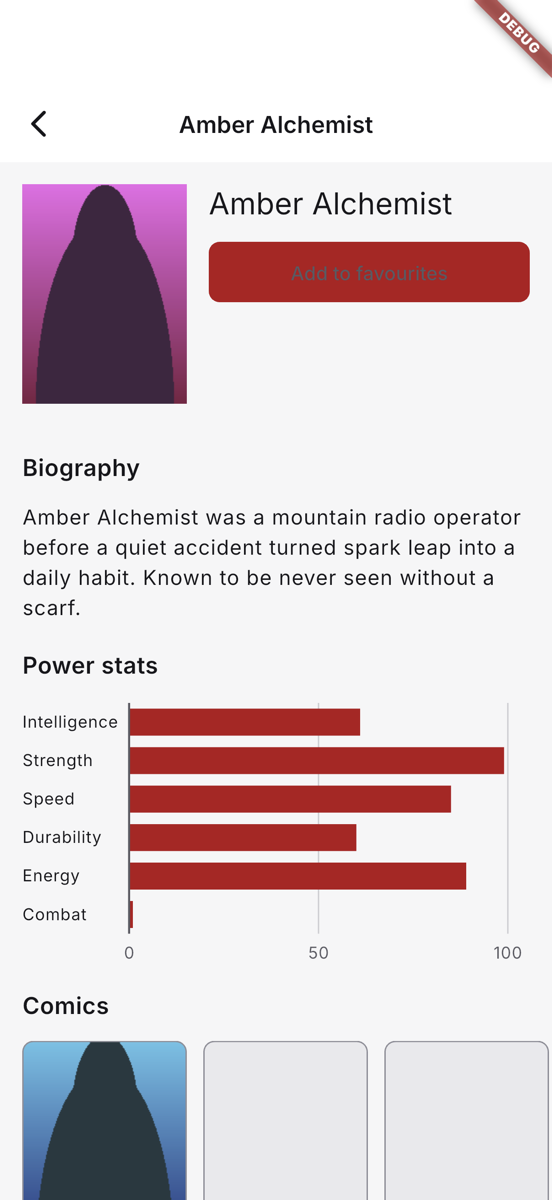 DEBUG
Amber Alchemist
Amber Alchemist
Add to favourites
Biography
Amber Alchemist was a mountain radio operator
before a quiet accident turned spark leap into a
daily habit. Known to be never seen without a
scarf.
Power stats
Intelligence
Strength
Speed
Durability
Energy
Combat
0 50 100
Comics